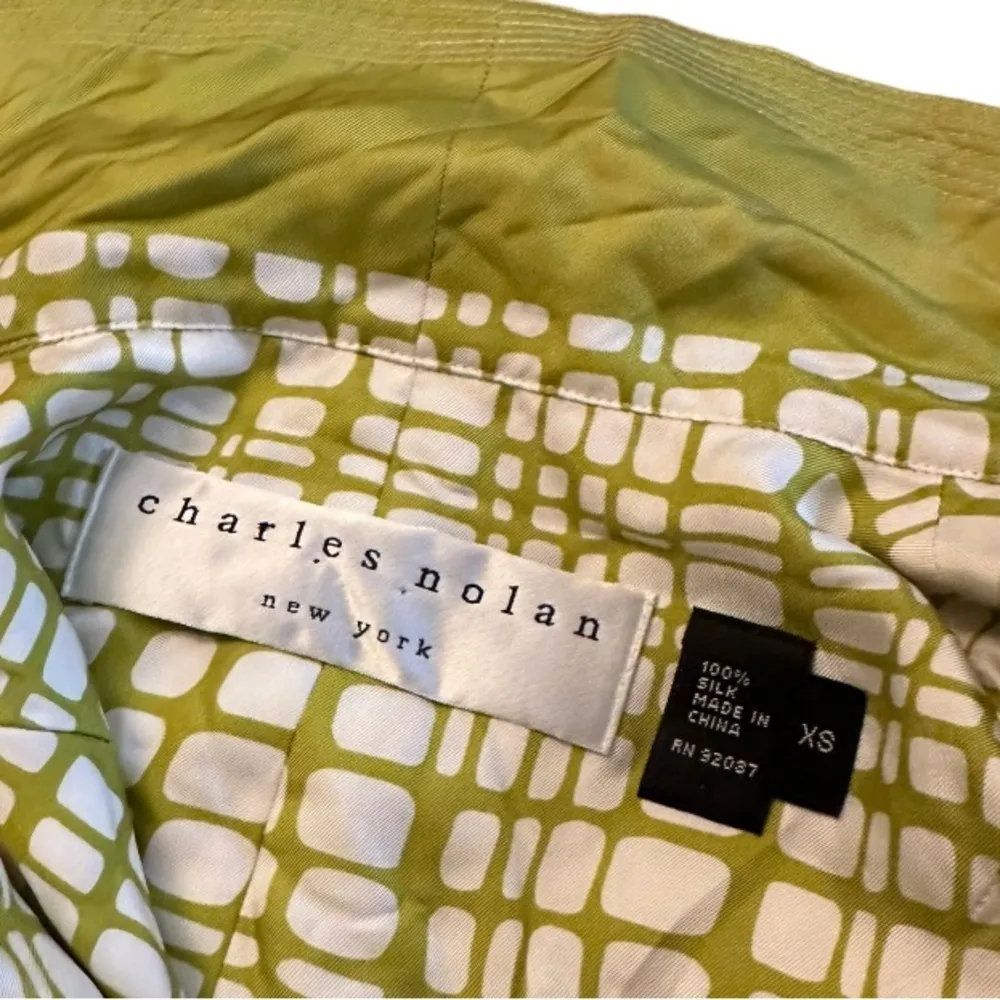 charles nolan
new york
100%
SILK
MADE IN
CHINA
RN 92087
XS